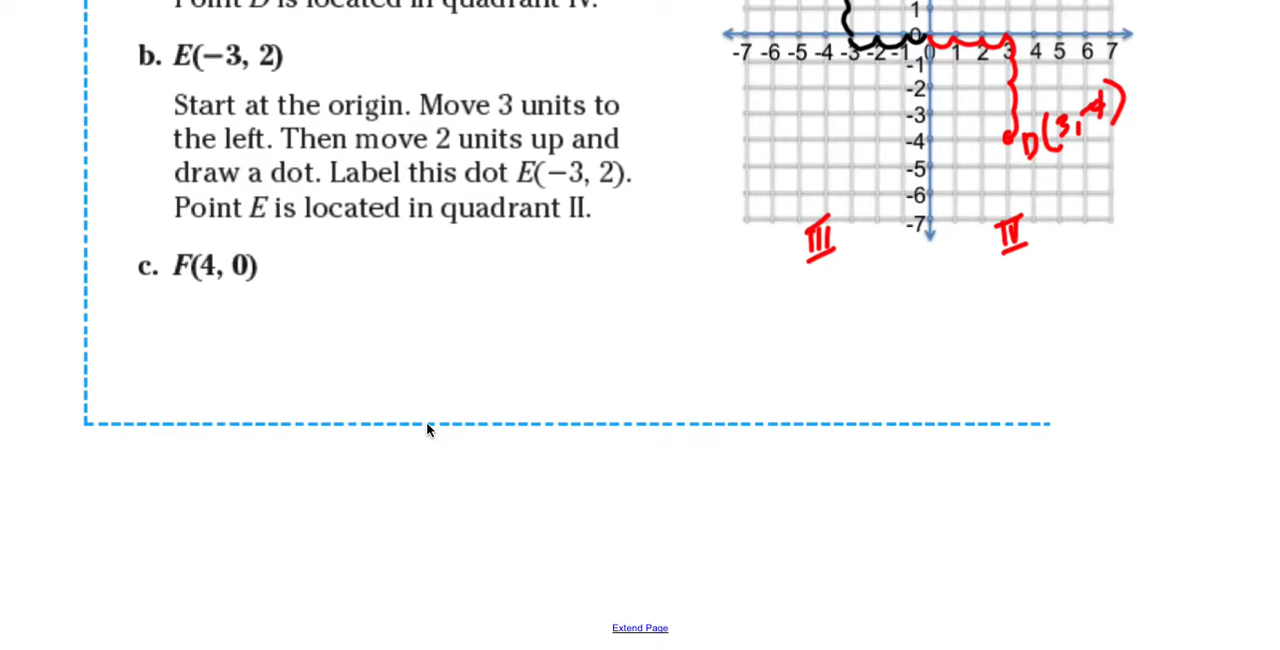 Point D is located in quadrant IV.
b. E(−3, 2)
Start at the origin. Move 3 units to
the left. Then move 2 units up and
draw a dot. Label this dot E(−3, 2).
Point E is located in quadrant II.
c. F(4, 0)
1
0
-7 -6 -5 -4 -3 -2 -1 0 1 2 3 4 5 6 7
-1
-2
-3
-4
-5
-6
-7
D(3,-4)
III
IV
Extend Page